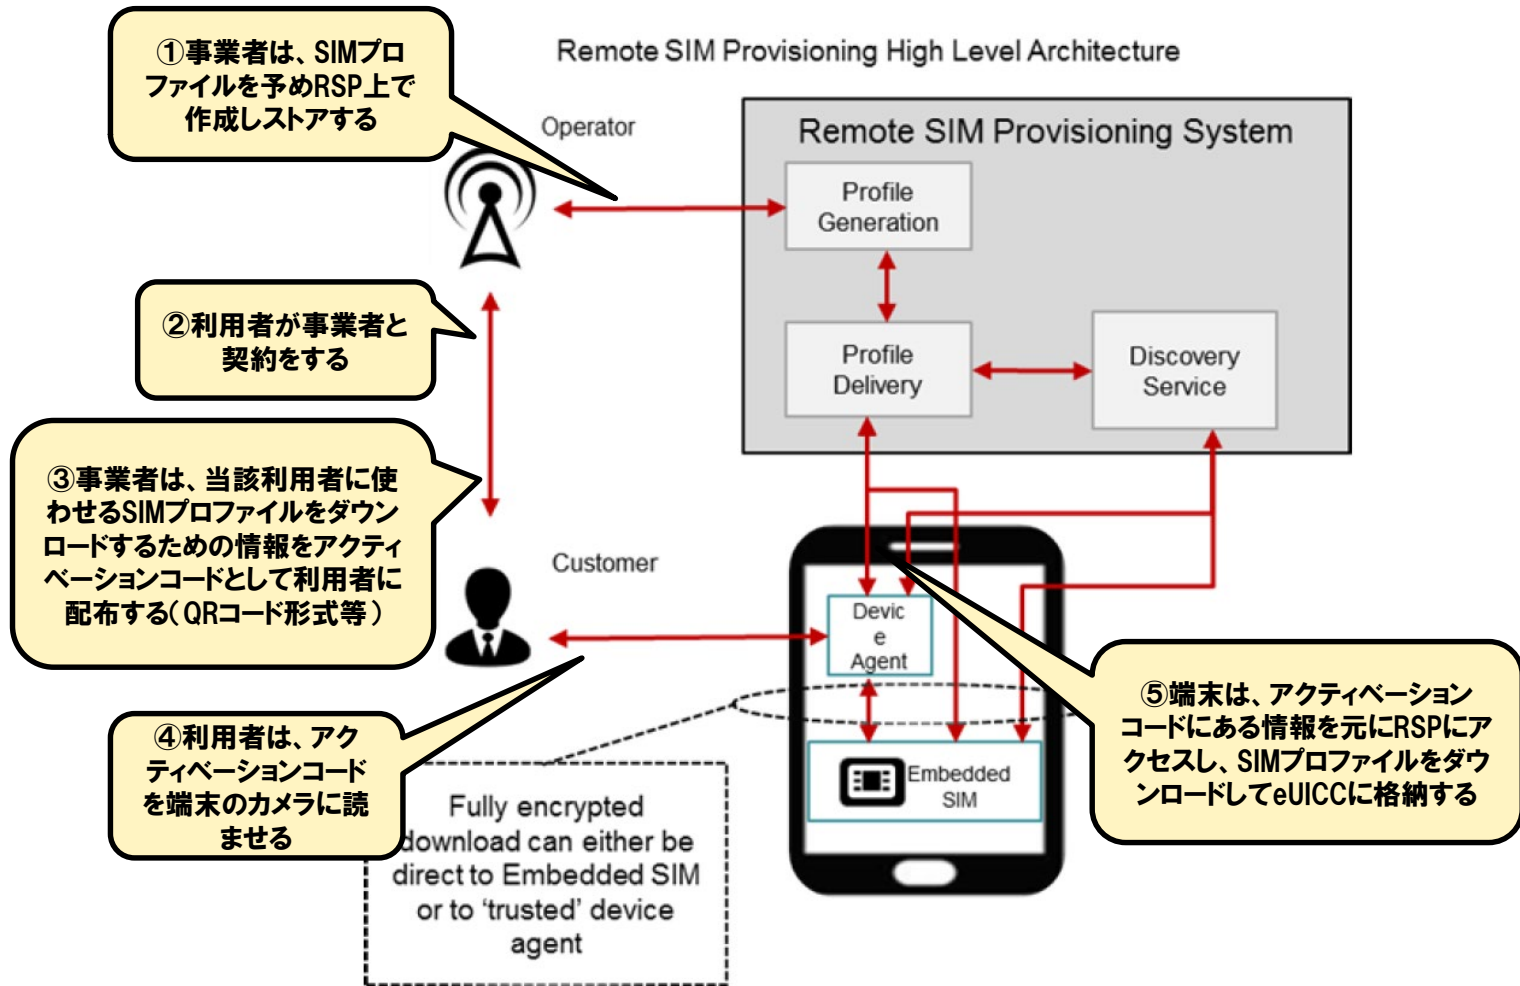 ①事業者は、SIMプロ
ファイルを予めRSP上で
作成しストアする
Remote SIM Provisioning High Level Architecture
Operator
Remote SIM Provisioning System
Profile
Generation
②利用者が事業者と
契約をする
Profile
Delivery
Discovery
Service
③事業者は、当該利用者に使
わせるSIMプロファイルをダウン
ロードするための情報をアクティ
ベーションコードとして利用者に
配布する(QRコード形式等)
Customer
Devic
e
Agent
④利用者は、アク
ティベーションコード
を端末のカメラに読
ませる
⑤端末は、アクティベーション
コードにある情報を元にRSPにア
クセスし、SIMプロファイルをダウ
ンロードしてeUICCに格納する
Embedded
SIM
Fully encrypted
download can either be
direct to Embedded SIM
or to ‘trusted’ device
agent